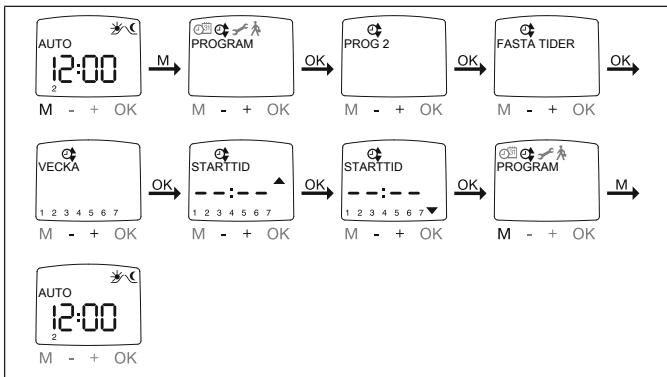 AUTO
12:00
2
M - + OK
M
PROGRAM
31
M - + OK
OK
PROG 2
M - + OK
OK
FASTA TIDER
M - + OK
OK
VECKA
1 2 3 4 5 6 7
M - + OK
OK
STARTTID
--:--
1 2 3 4 5 6 7
M - + OK
OK
STARTTID
--:--
1 2 3 4 5 6 7
M - + OK
OK
31
PROGRAM
M - + OK
M
AUTO
12:00
2
M - + OK